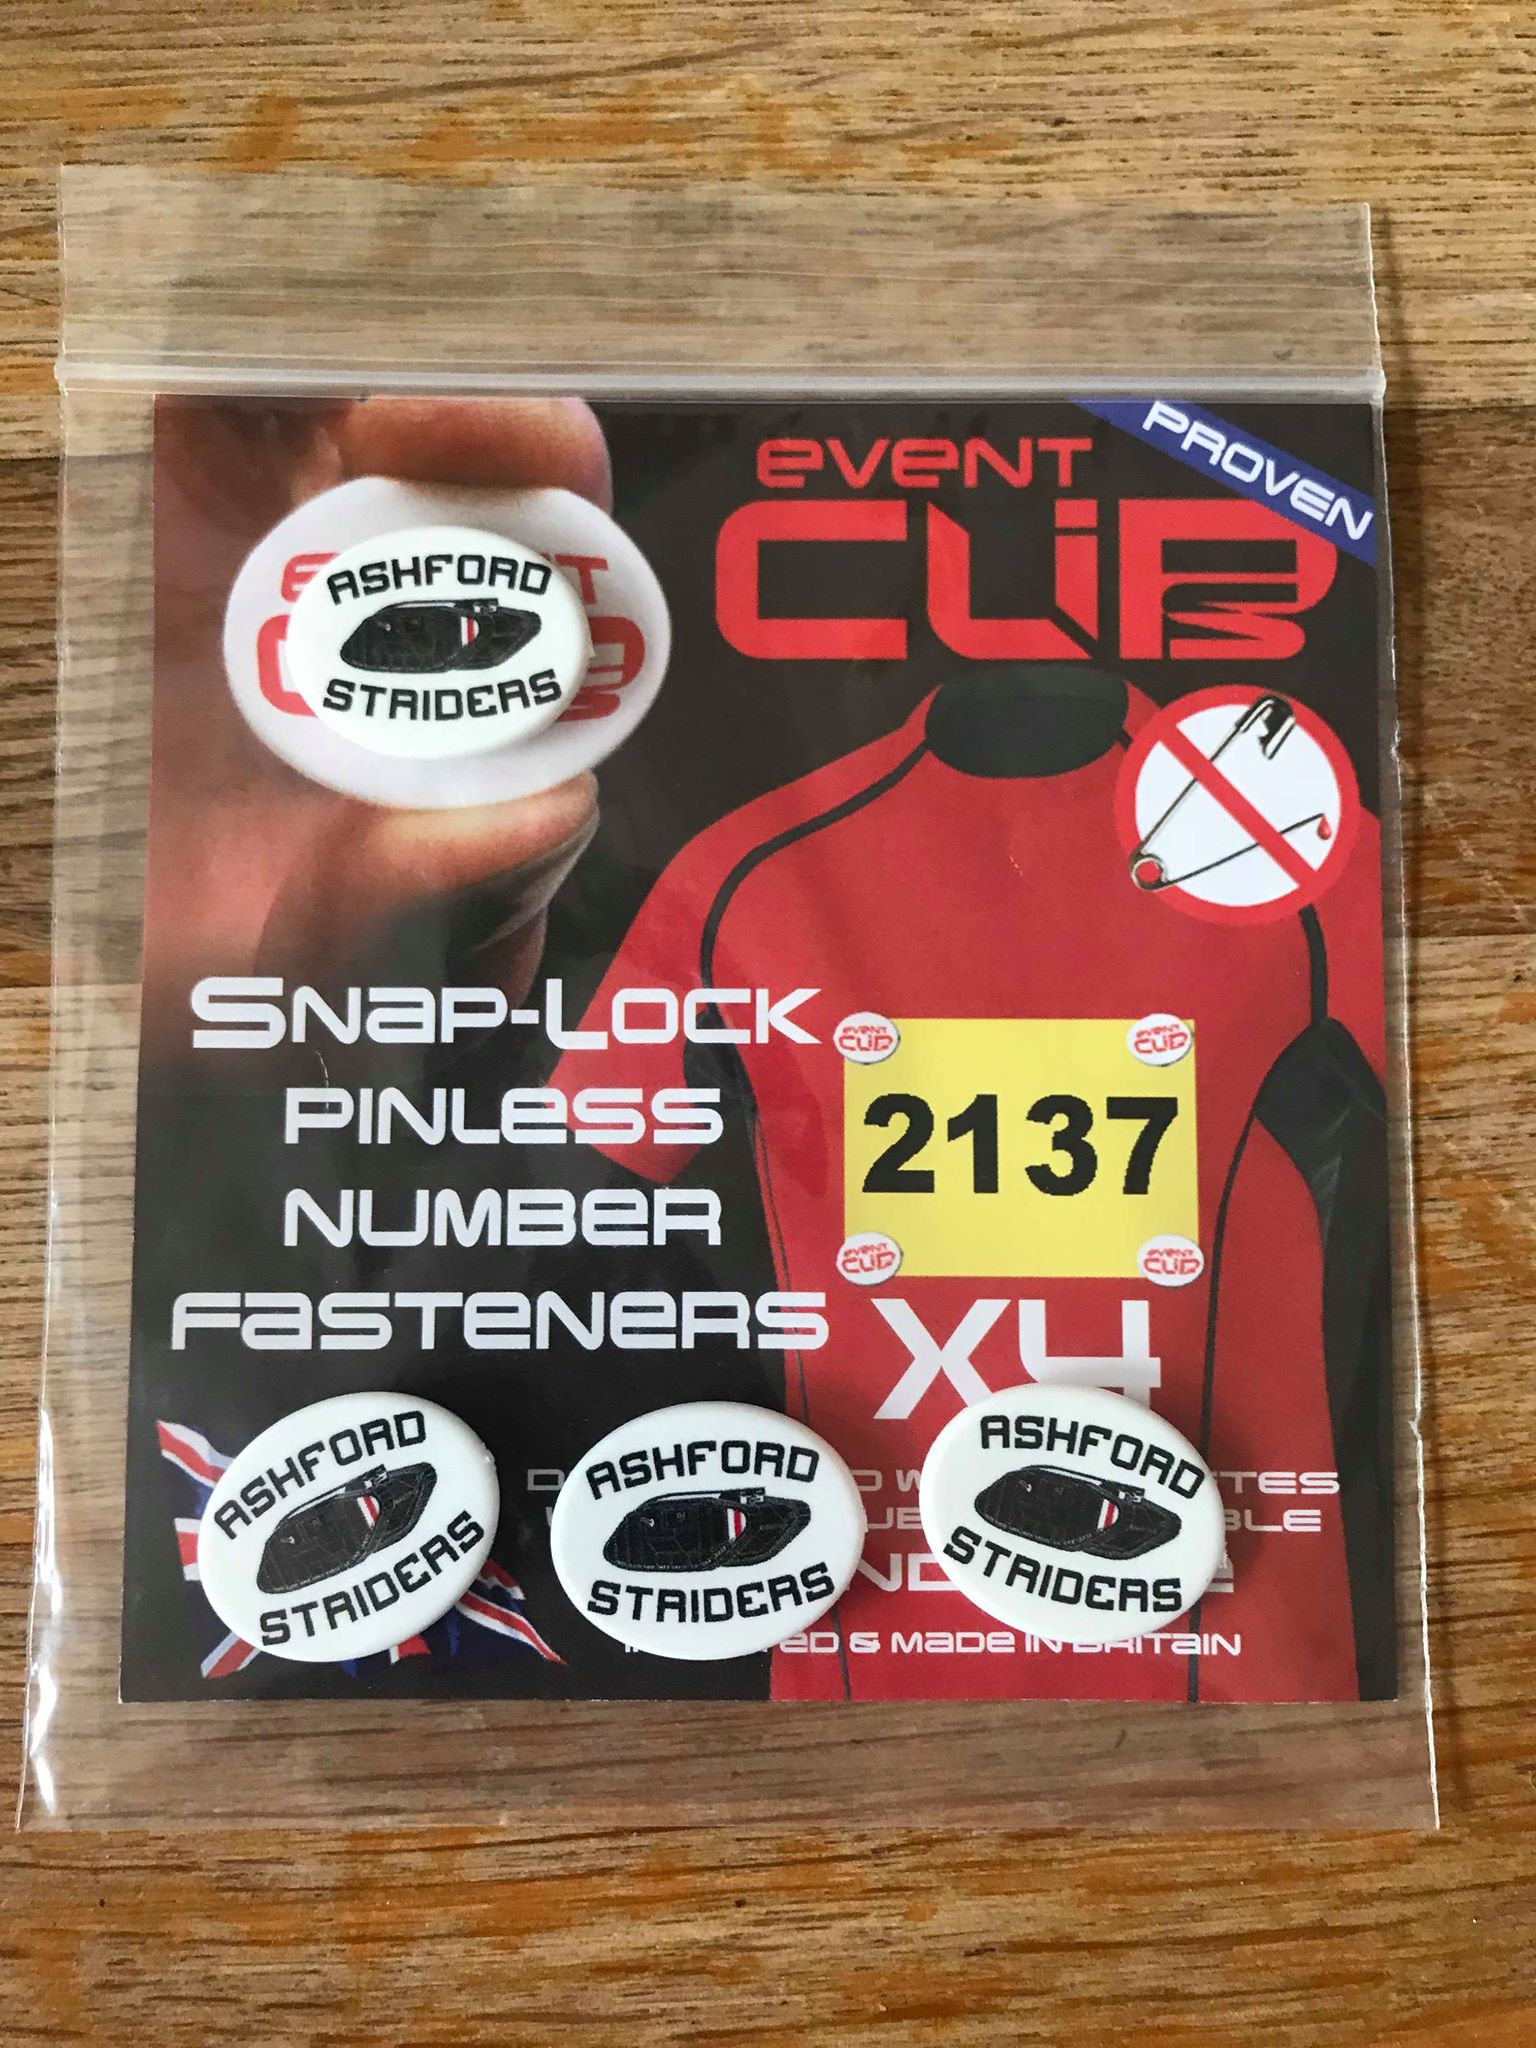 PROVEN
EVENT
CLIP
EVENT
ASHFORD
STRIDERS
SNAP-LOCK
PINLESS
NUMBER
FASTENERS
EVENT CLIP
EVENT CLIP
2137
EVENT CLIP
EVENT CLIP
X4
ASHFORD
STRIDERS
ASHFORD
STRIDERS
ASHFORD
STRIDERS
& MADE IN BRITAIN